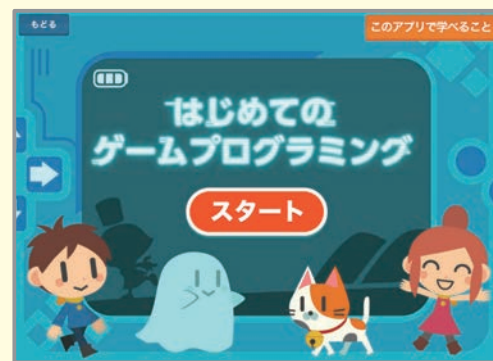 もどる
このアプリで学べること
はじめての
ゲームプログラミング
スタート